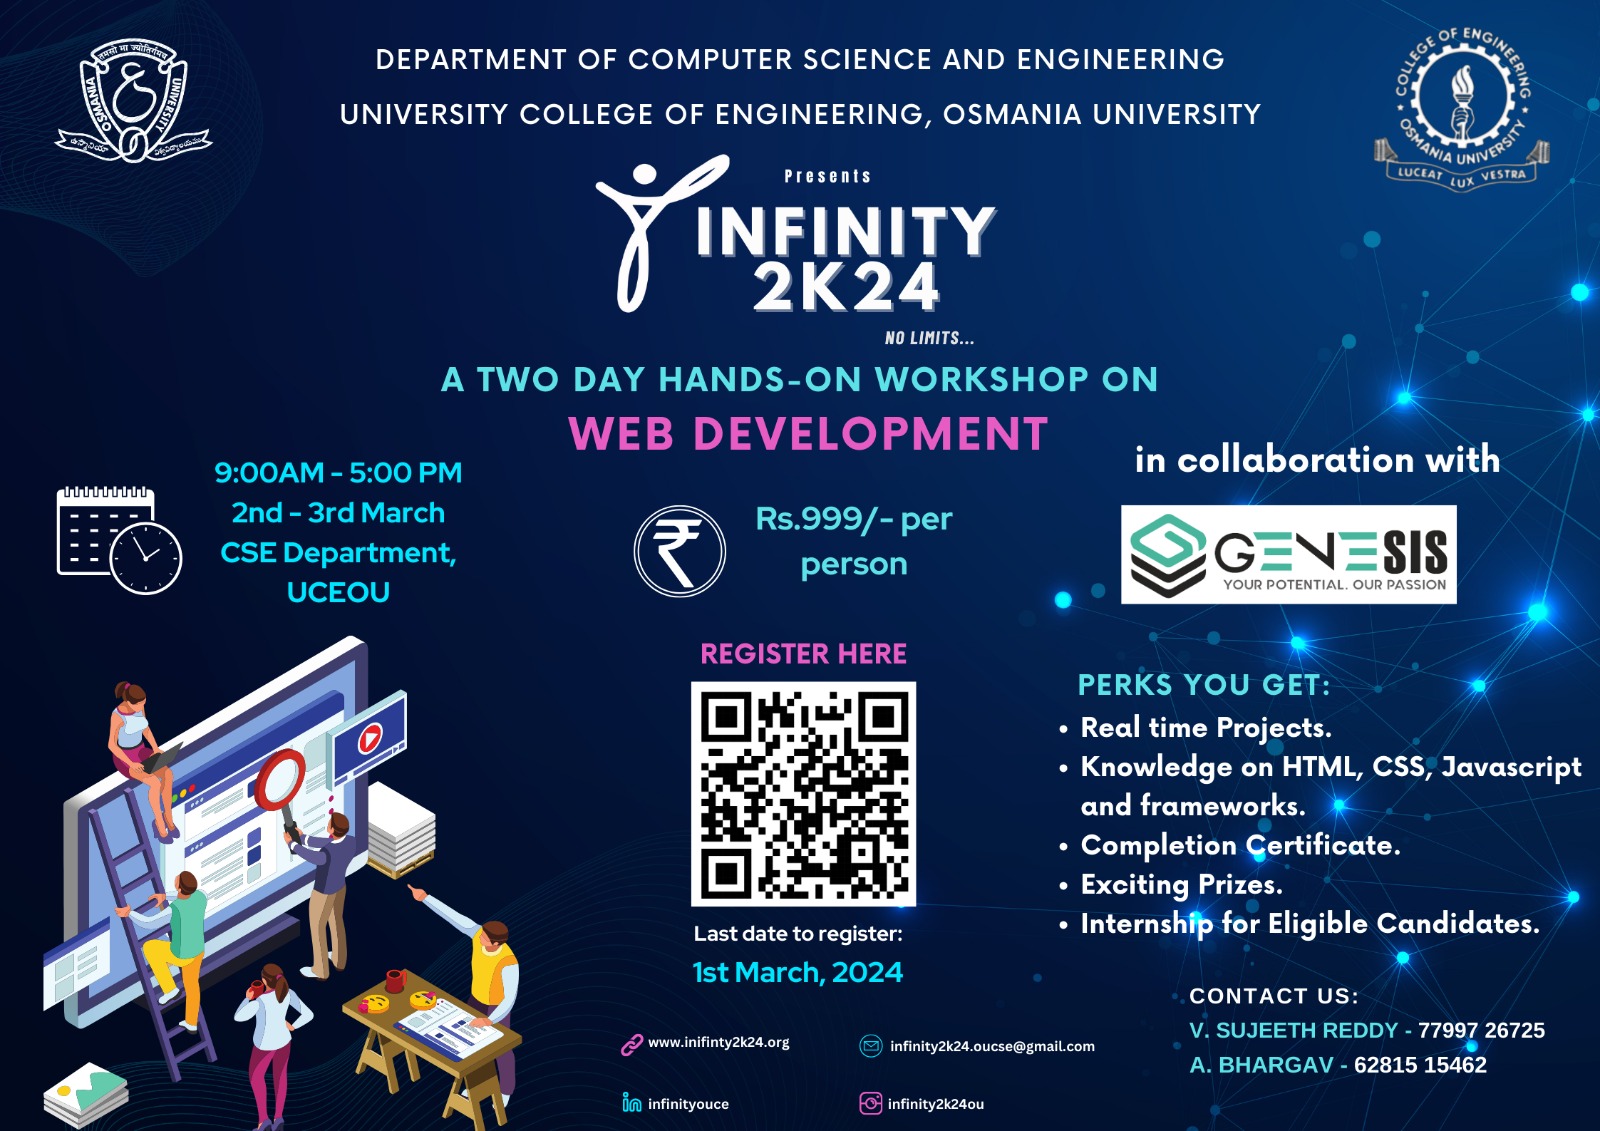 तमसो मा ज्योतिर्गमय
OSMANIA UNIVERSITY
DEPARTMENT OF COMPUTER SCIENCE AND ENGINEERING
UNIVERSITY COLLEGE OF ENGINEERING, OSMANIA UNIVERSITY
COLLEGE OF ENGINEERING
OSMANIA UNIVERSITY
LUCEAT LUX VESTRA
Presents
INFINITY
2K24
NO LIMITS...
A TWO DAY HANDS-ON WORKSHOP ON
WEB DEVELOPMENT
9:00AM - 5:00 PM
2nd - 3rd March
CSE Department,
UCEOU
Rs.999/- per
person
in collaboration with
GENESIS
YOUR POTENTIAL. OUR PASSION
REGISTER HERE
Last date to register:
1st March, 2024
PERKS YOU GET:
• Real time Projects.
• Knowledge on HTML, CSS, Javascript
and frameworks.
• Completion Certificate.
• Exciting Prizes.
• Internship for Eligible Candidates.
CONTACT US:
V. SUJEETH REDDY - 77997 26725
A. BHARGAV - 62815 15462
www.inifinty2k24.org
infinity2k24.oucse@gmail.com
infinityouce
infinity2k24ou